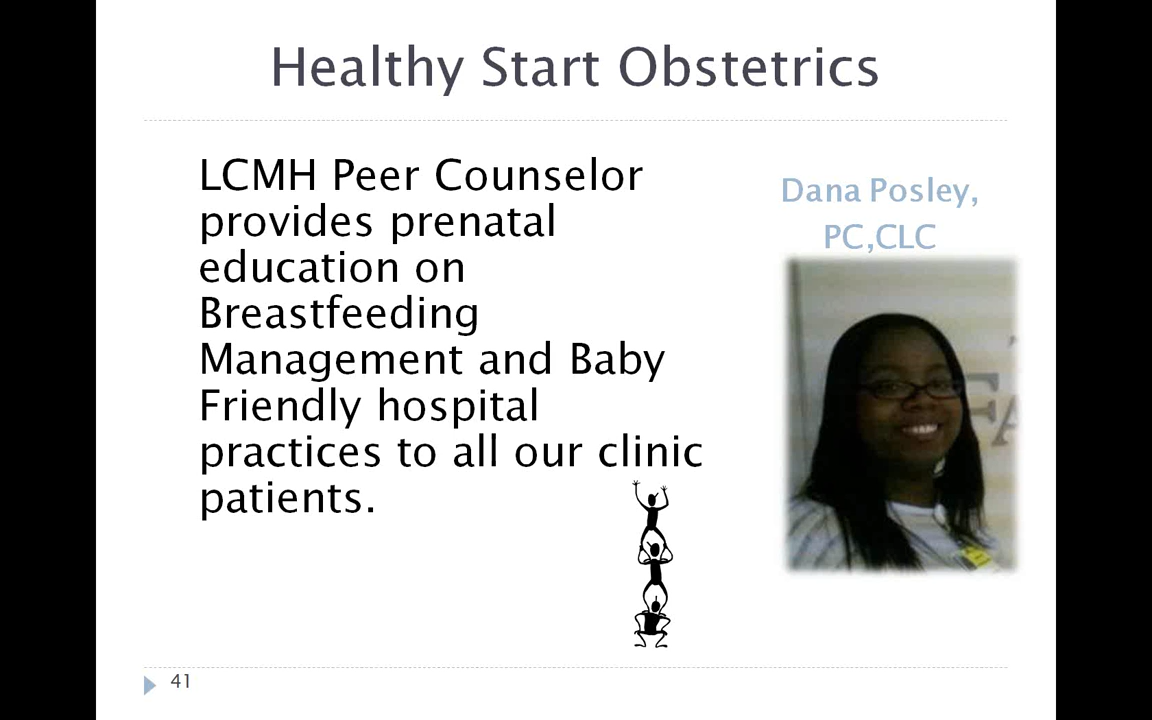 Healthy Start Obstetrics
LCMH Peer Counselor
provides prenatal
education on
Breastfeeding
Management and Baby
Friendly hospital
practices to all our clinic
patients.
Dana Posley,
PC,CLC
41